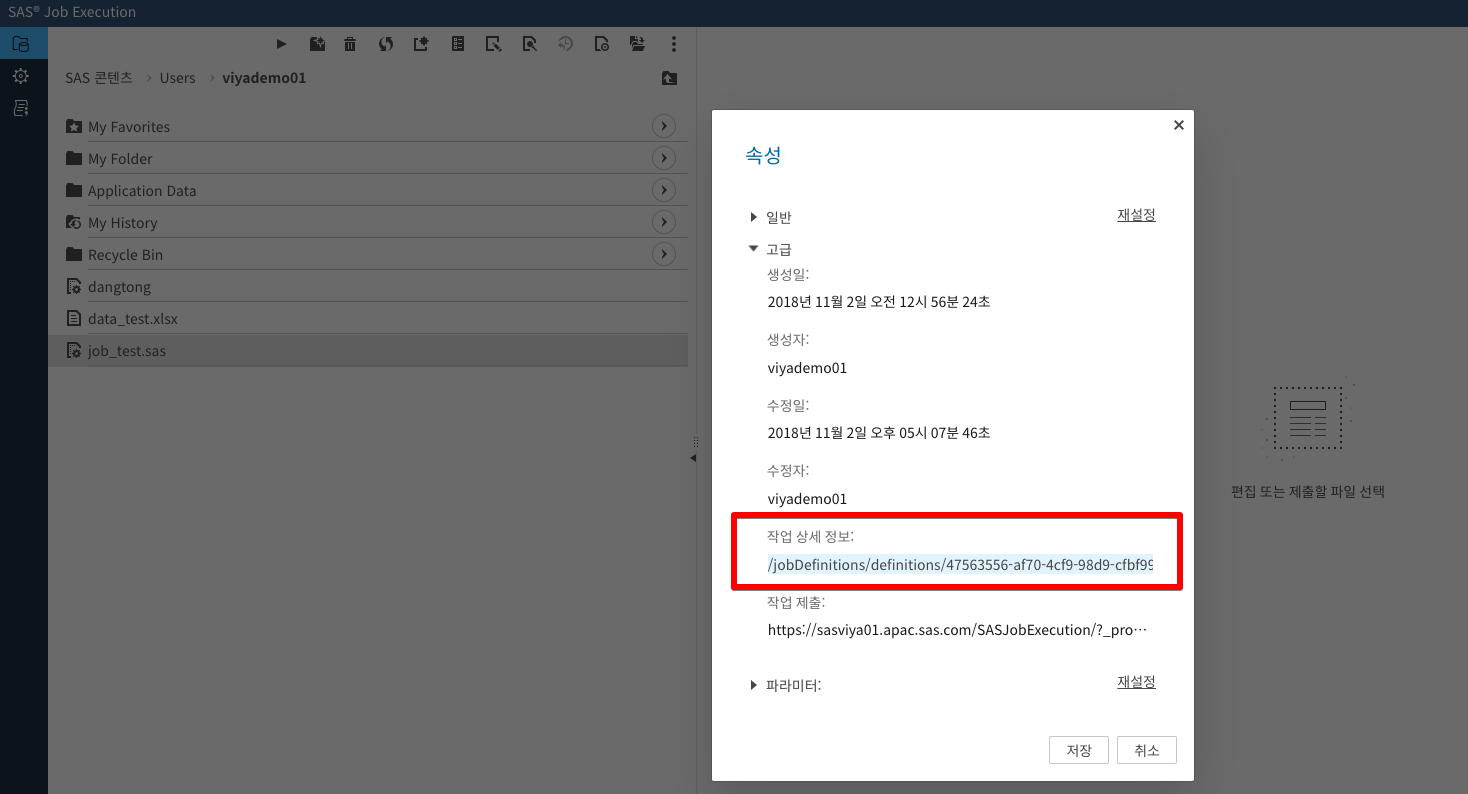 SAS® Job Execution
SAS 콘텐츠 > Users > viyademo01
My Favorites
My Folder
Application Data
My History
Recycle Bin
dangtong
data_test.xlsx
job_test.sas
속성
일반 재설정
고급
생성일:
2018년 11월 2일 오전 12시 56분 24초
생성자:
viyademo01
수정일:
2018년 11월 2일 오후 05시 07분 46초
수정자:
viyademo01
작업 상세 정보:
/jobDefinitions/definitions/47563556-af70-4cf9-98d9-cfbf99
작업 제출:
https://sasviya01.apac.sas.com/SASJobExecution/?_pro…
파라미터: 재설정
저장 취소
편집 또는 제출할 파일 선택